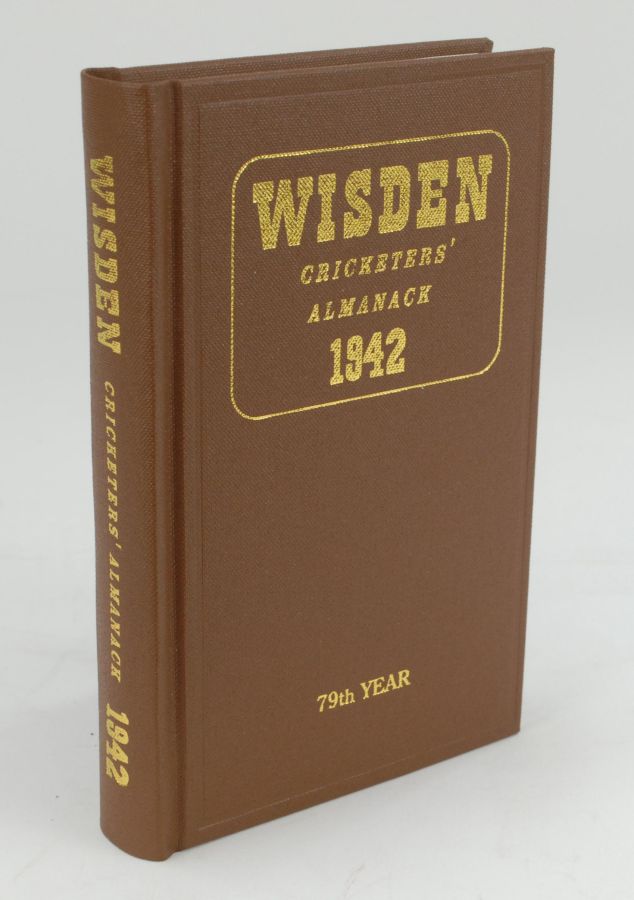 WISDEN CRICKETERS' ALMANACK 1942
WISDEN
CRICKETERS'
ALMANACK
1942
79th YEAR